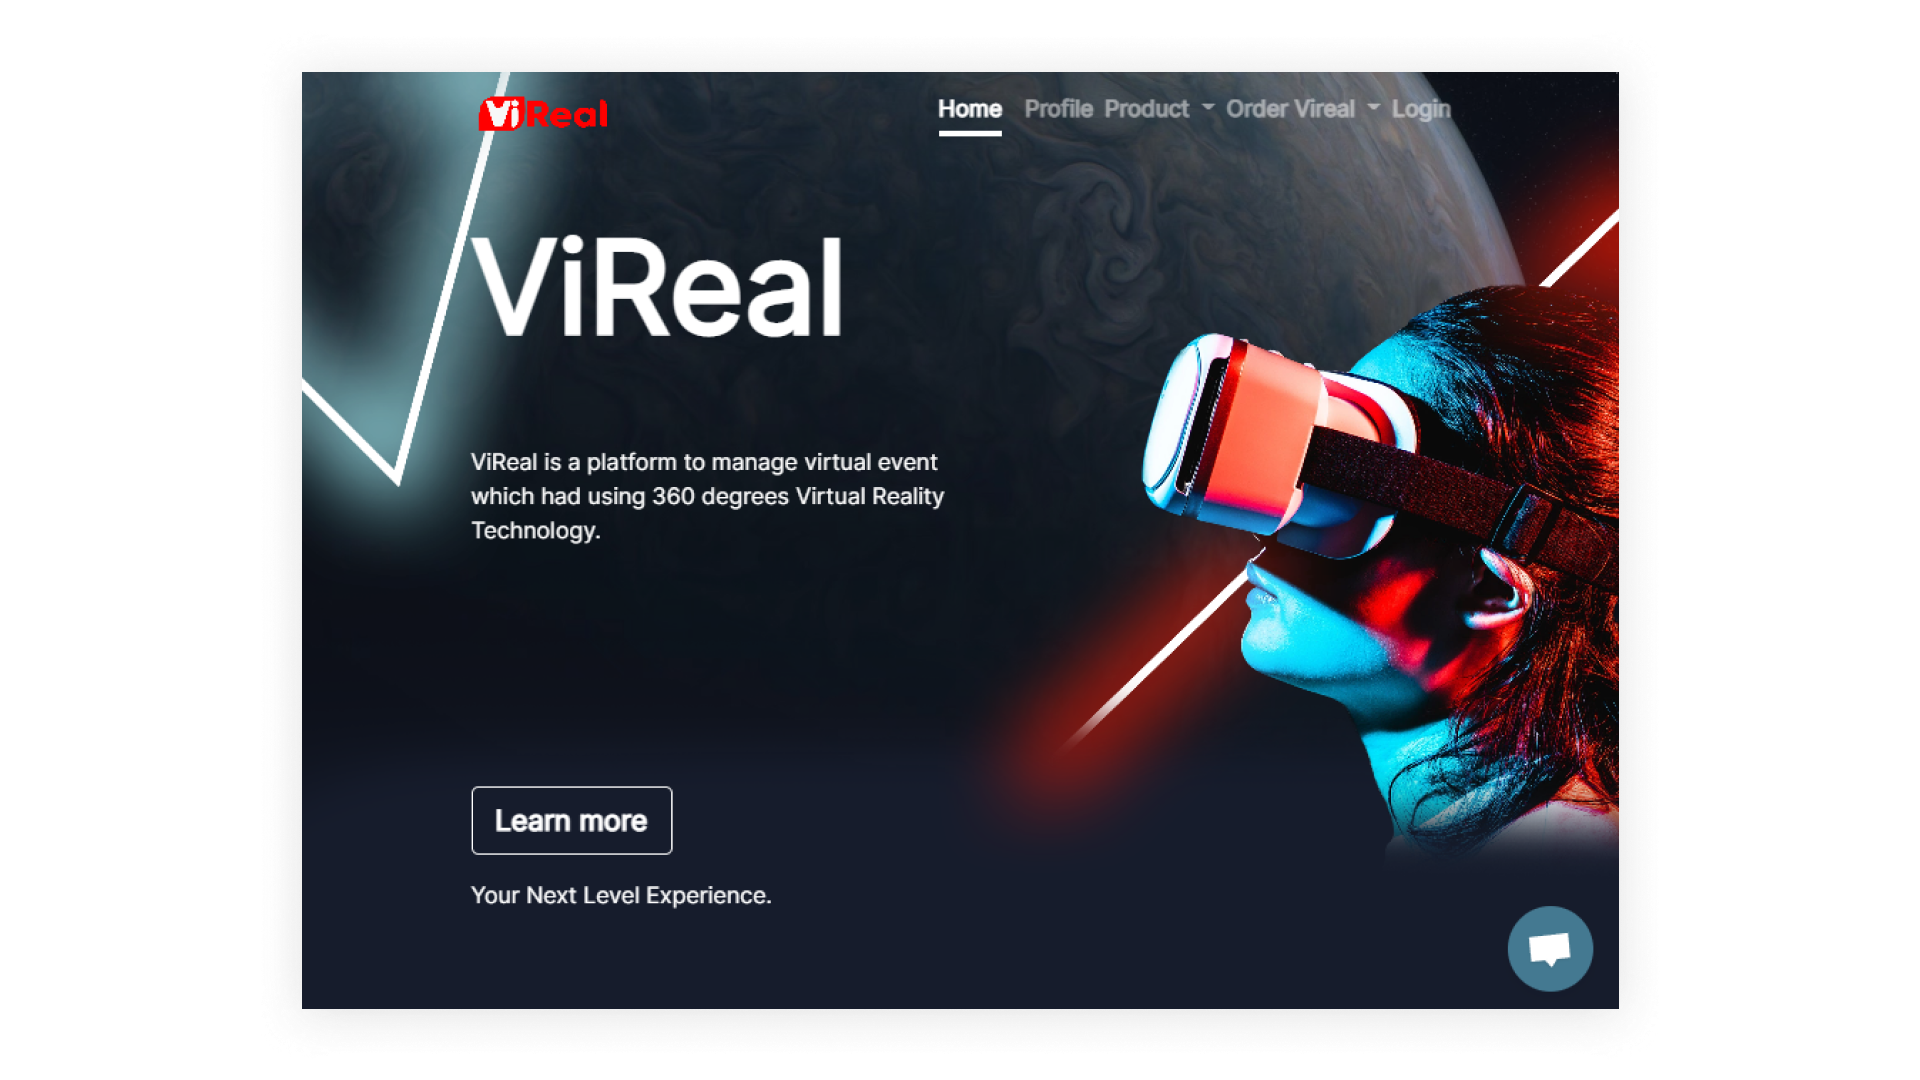 ViReal
Home Profile Product Order Vireal Login
ViReal
ViReal is a platform to manage virtual event
which had using 360 degrees Virtual Reality
Technology.
Learn more
Your Next Level Experience.